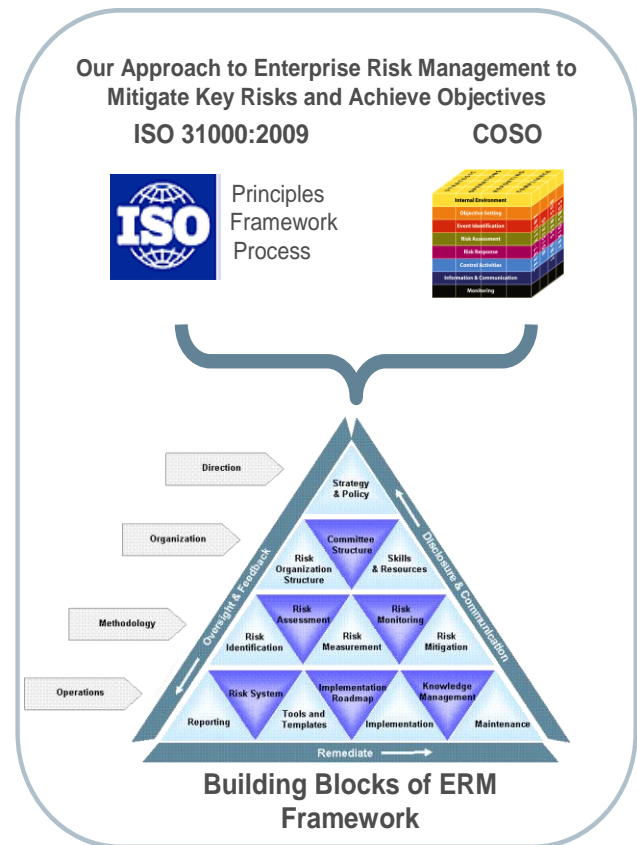 Our Approach to Enterprise Risk Management to
Mitigate Key Risks and Achieve Objectives
ISO 31000:2009
COSO
ISO
Principles
Framework
Process
STRATEGIC
OPERATIONS
REPORTING
COMPLIANCE
Internal Environment
Objective Setting
Event Identification
Risk Assessment
Risk Response
Control Activities
Information & Communication
Monitoring
Direction
Organization
Methodology
Operations
Oversight & Feedback
Disclosure & Communication
Strategy
& Policy
Committee
Structure
Risk
Organization
Structure
Skills
& Resources
Risk
Assessment
Risk
Monitoring
Risk
Identification
Risk
Measurement
Risk
Mitigation
Risk System
Implementation
Roadmap
Knowledge
Management
Reporting
Tools and
Templates
Implementation
Maintenance
Remediate
Building Blocks of ERM
Framework